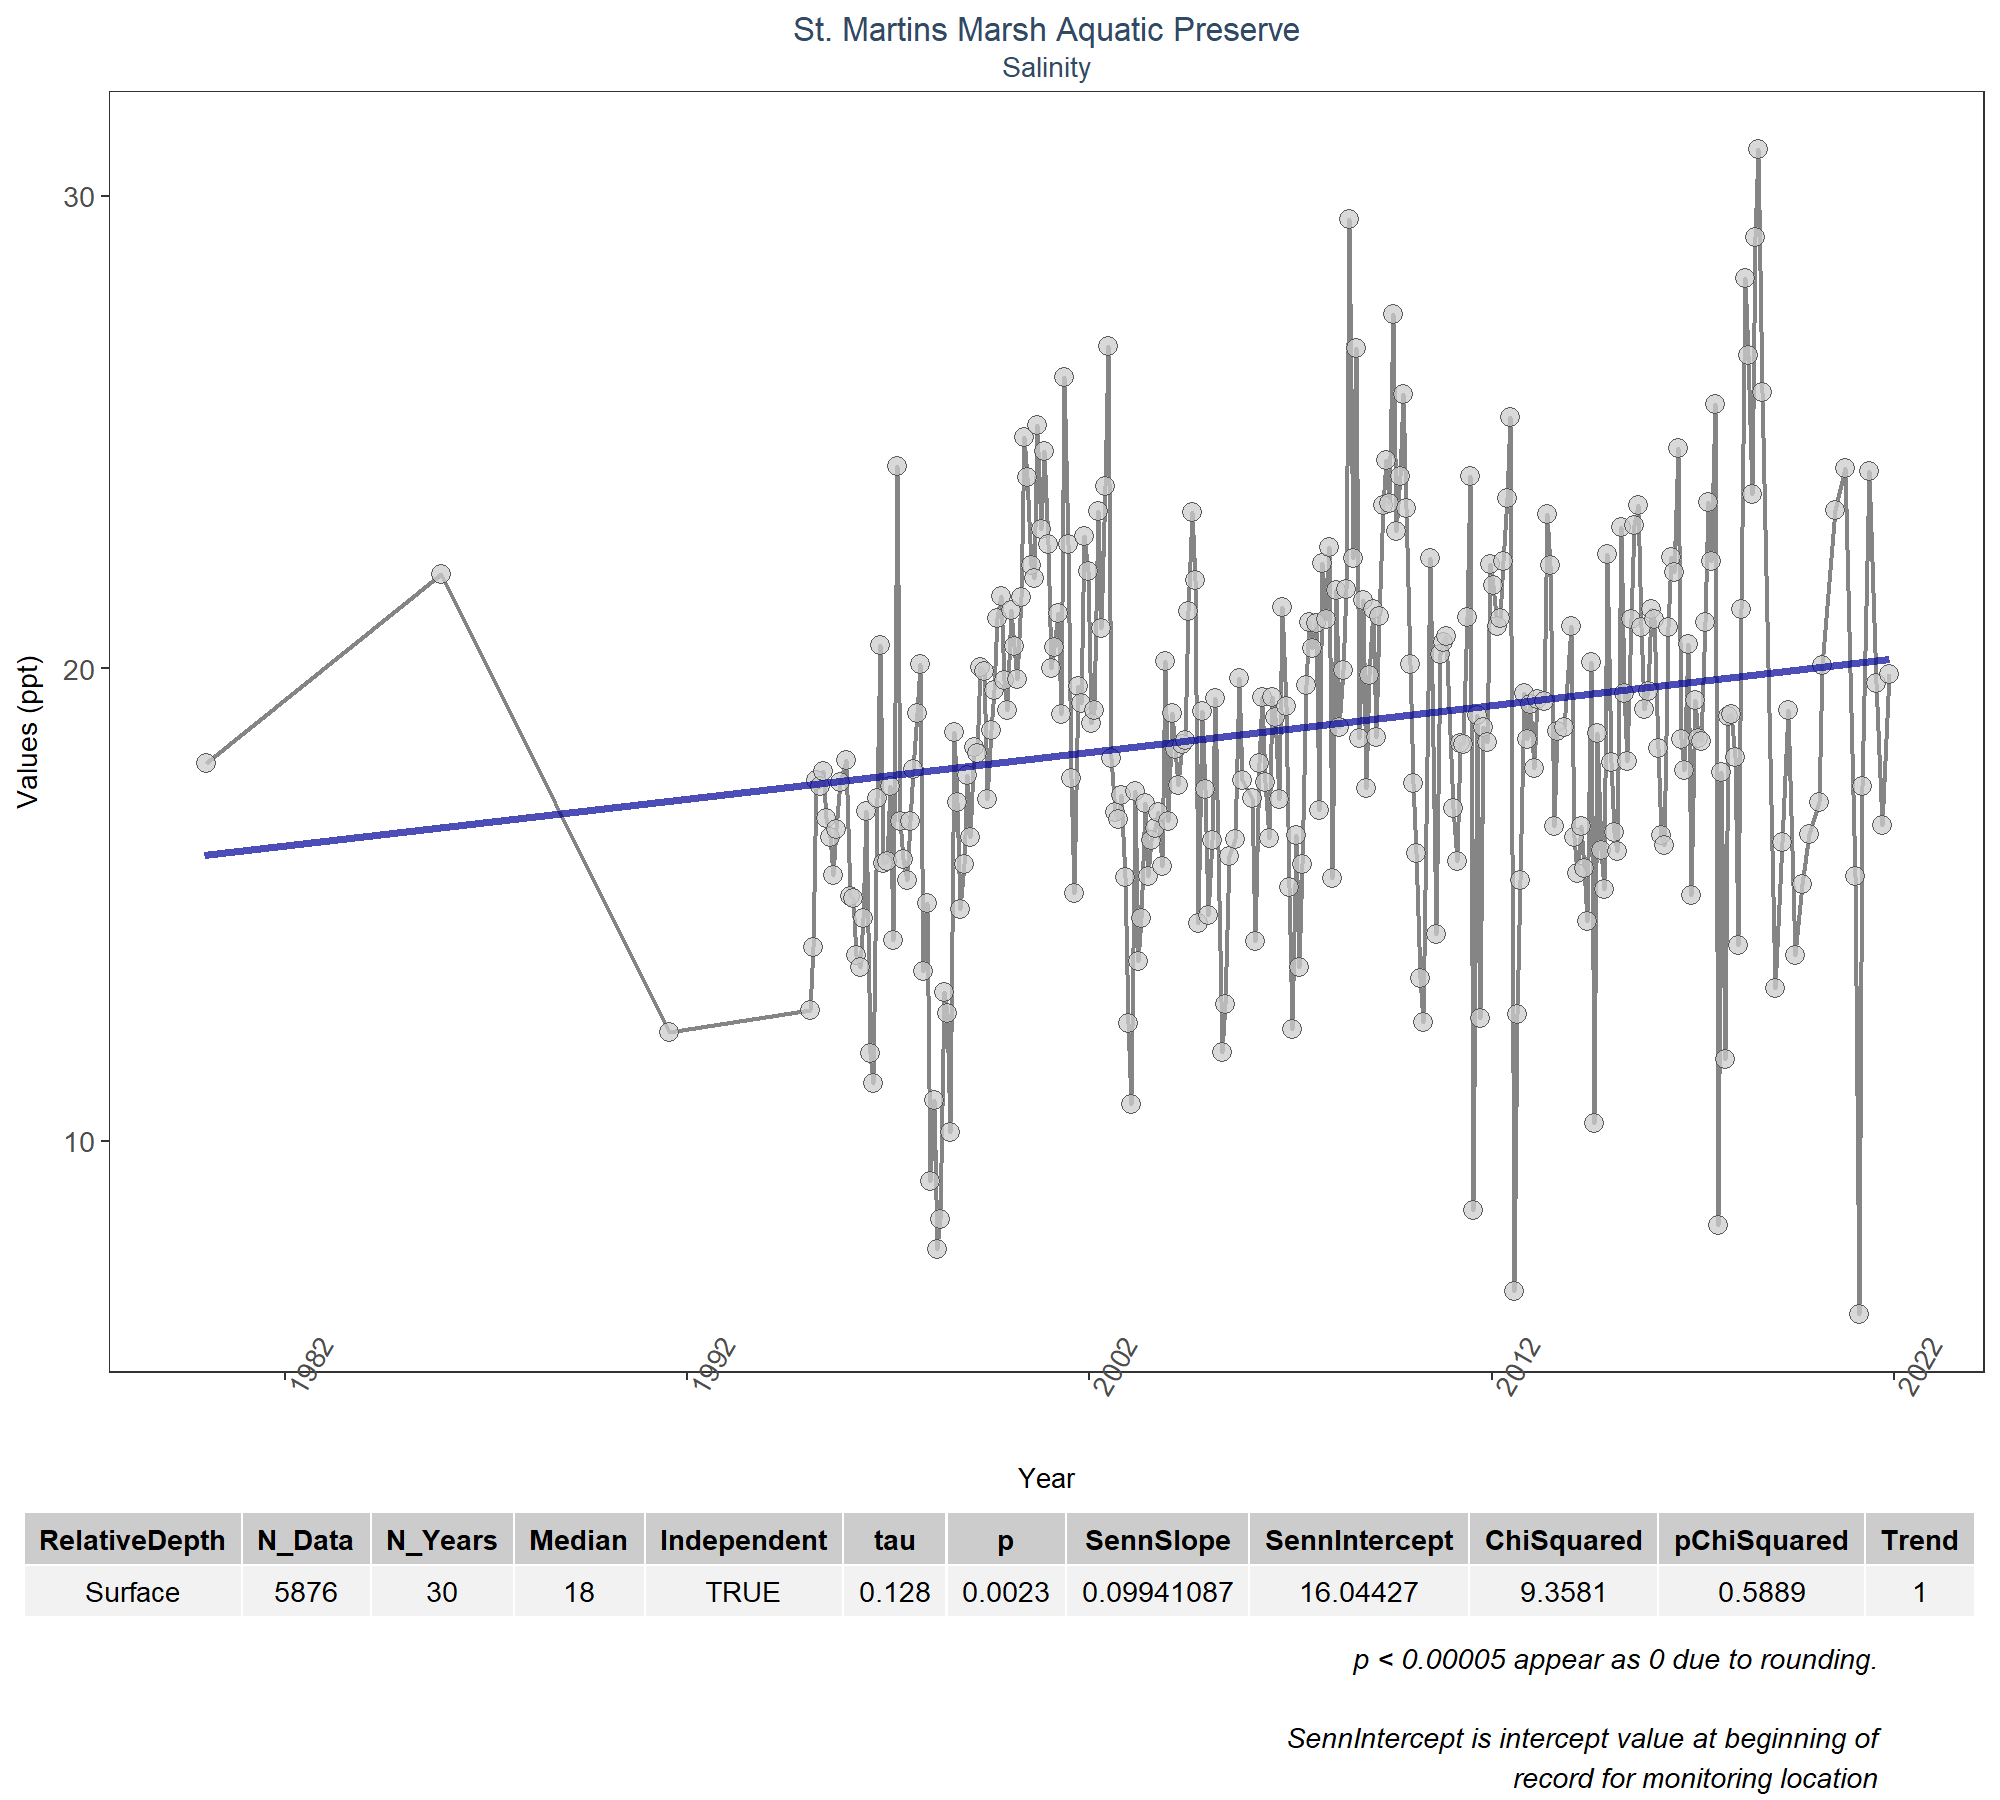 St. Martins Marsh Aquatic Preserve
Salinity
Values (ppt)
30
20
10
1982 1992 2002 2012 2022
Year
RelativeDepth N_Data N_Years Median Independent tau p SennSlope SennIntercept ChiSquared pChiSquared Trend
Surface 5876 30 18 TRUE 0.128 0.0023 0.09941087 16.04427 9.3581 0.5889 1
p < 0.00005 appear as 0 due to rounding.
SennIntercept is intercept value at beginning of
record for monitoring location